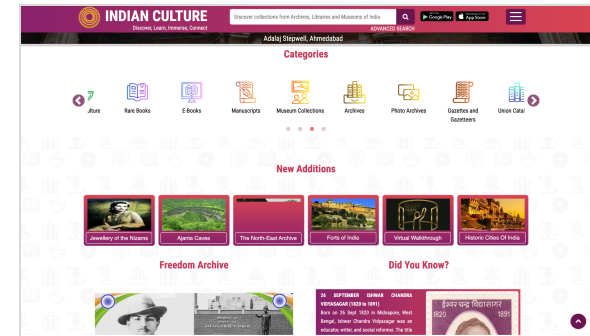 INDIAN CULTURE
Discover, Learn, Immerse, Connect
Discover collections from Archives, Libraries and Museums of India
Google Play
App Store
ADVANCED SEARCH
Adalaj Stepwell, Ahmedabad
Categories
ulture
Rare Books
E-Books
Manuscripts
Museum Collections
Archives
Photo Archives
Gazettes and
Gazetteers
Union Catal
New Additions
Jewellery of the Nizams
Ajanta Caves
The North-East Archive
Forts of India
Virtual Walkthrough
Historic Cities Of India
Freedom Archive
Did You Know?
26 SEPTEMBER ISHWAR CHANDRA
VIDYASAGAR (1820 to 1891)
Born on 26 Sept 1820 in Midnapore, West
Bengal, Ishwar Chandra Vidyasagar was an
educator, writer, and social reformer. The title
ईश्वर चन्द्र विद्यासागर
1820 1891